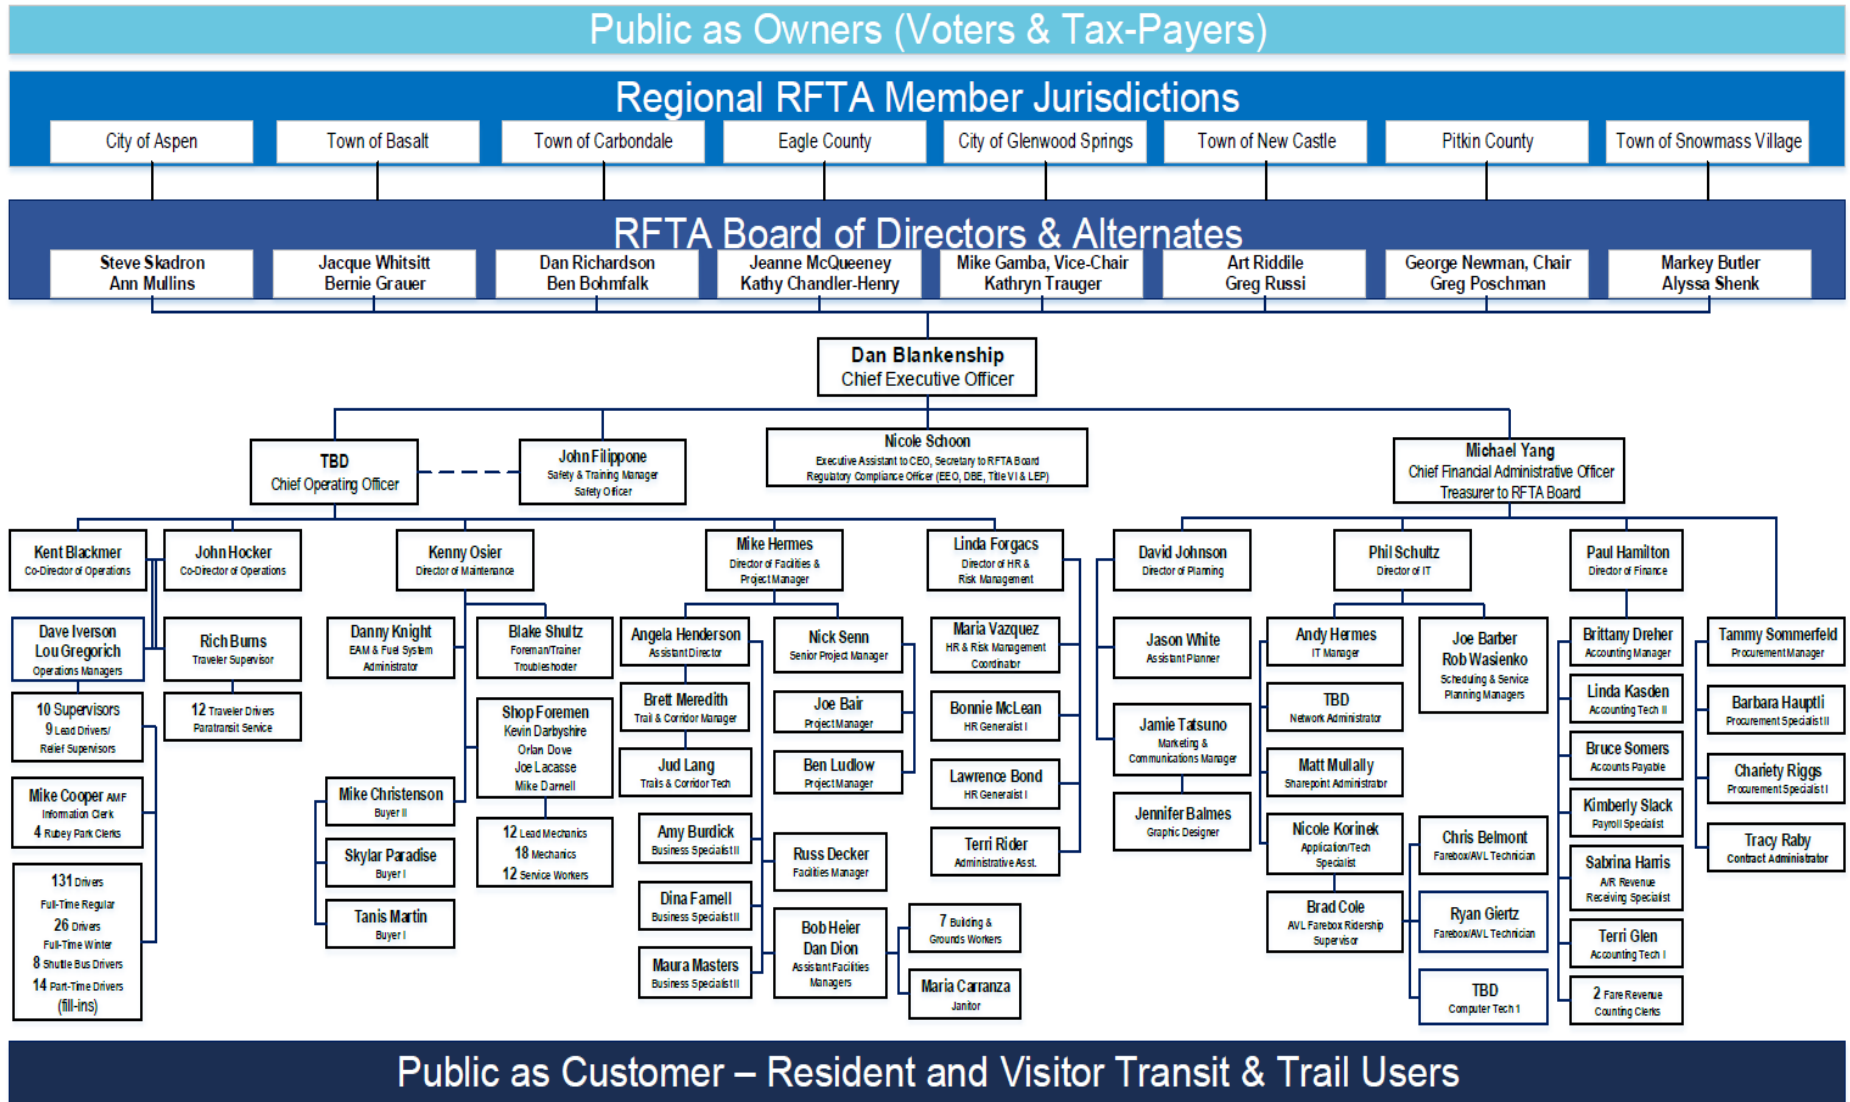 Public as Owners (Voters & Tax-Payers)
Regional RFTA Member Jurisdictions
City of Aspen
Town of Basalt
Town of Carbondale
Eagle County
City of Glenwood Springs
Town of New Castle
Pitkin County
Town of Snowmass Village
RFTA Board of Directors & Alternates
Steve Skadron
Ann Mullins
Jacque Whitsitt
Bernie Grauer
Dan Richardson
Ben Bohmfalk
Jeanne McQueeney
Kathy Chandler-Henry
Mike Gamba, Vice-Chair
Kathryn Trauger
Art Riddile
Greg Russi
George Newman, Chair
Greg Poschman
Markey Butler
Alyssa Shenk
Dan Blankenship
Chief Executive Officer
TBD
Chief Operating Officer
John Filippone
Safety & Training Manager
Safety Officer
Nicole Schoon
Executive Assistant to CEO, Secretary to RFTA Board
Regulatory Compliance Officer (EEO, DBE, Title VI & LEP)
Michael Yang
Chief Financial Administrative Officer
Treasurer to RFTA Board
Kent Blackmer
Co-Director of Operations
John Hocker
Co-Director of Operations
Kenny Osier
Director of Maintenance
Mike Hermes
Director of Facilities &
Project Manager
Linda Forgacs
Director of HR &
Risk Management
David Johnson
Director of Planning
Phil Schultz
Director of IT
Paul Hamilton
Director of Finance
Dave Iverson
Lou Gregorich
Operations Managers
Rich Burns
Traveler Supervisor
10 Supervisors
9 Lead Drivers/
Relief Supervisors
12 Traveler Drivers
Paratransit Service
Mike Cooper AMF
Information Clerk
4 Rubey Park Clerks
131 Drivers
Full-Time Regular
26 Drivers
Full-Time Winter
8 Shuttle Bus Drivers
14 Part-Time Drivers
(fill-ins)
Danny Knight
EAM & Fuel System
Administrator
Blake Shultz
Foreman/Trainer
Troubleshooter
Shop Foremen
Kevin Darbyshire
Orlan Dove
Joe Lacasse
Mike Darnell
Mike Christenson
Buyer II
Skylar Paradise
Buyer I
Tanis Martin
Buyer I
12 Lead Mechanics
18 Mechanics
12 Service Workers
Angela Henderson
Assistant Director
Brett Meredith
Trail & Corridor Manager
Jud Lang
Trails & Corridor Tech
Amy Burdick
Business Specialist II
Dina Farnell
Business Specialist II
Maura Masters
Business Specialist II
Nick Senn
Senior Project Manager
Joe Bair
Project Manager
Ben Ludlow
Project Manager
Russ Decker
Facilities Manager
Bob Heier
Dan Dion
Assistant Facilities
Managers
7 Building &
Grounds Workers
Maria Carranza
Janitor
Maria Vazquez
HR & Risk Management
Coordinator
Bonnie McLean
HR Generalist I
Lawrence Bond
HR Generalist I
Terri Rider
Administrative Asst.
Jason White
Assistant Planner
Jamie Tatsuno
Marketing &
Communications Manager
Jennifer Balmes
Graphic Designer
Andy Hermes
IT Manager
TBD
Network Administrator
Matt Mullally
Sharepoint Administrator
Nicole Korinek
Application/Tech
Specialist
Brad Cole
AVL Farebox Ridership
Supervisor
Joe Barber
Rob Wasienko
Scheduling & Service
Planning Managers
Chris Belmont
Farebox/AVL Technician
Ryan Giertz
Farebox/AVL Technician
TBD
Computer Tech 1
Brittany Dreher
Accounting Manager
Linda Kasden
Accounting Tech II
Bruce Somers
Accounts Payable
Kimberly Slack
Payroll Specialist
Sabrina Harris
A/R Revenue
Receiving Specialist
Terri Glen
Accounting Tech I
2 Fare Revenue
Counting Clerks
Tammy Sommerfeld
Procurement Manager
Barbara Hauptli
Procurement Specialist II
Chariety Riggs
Procurement Specialist I
Tracy Raby
Contract Administrator
Public as Customer – Resident and Visitor Transit & Trail Users